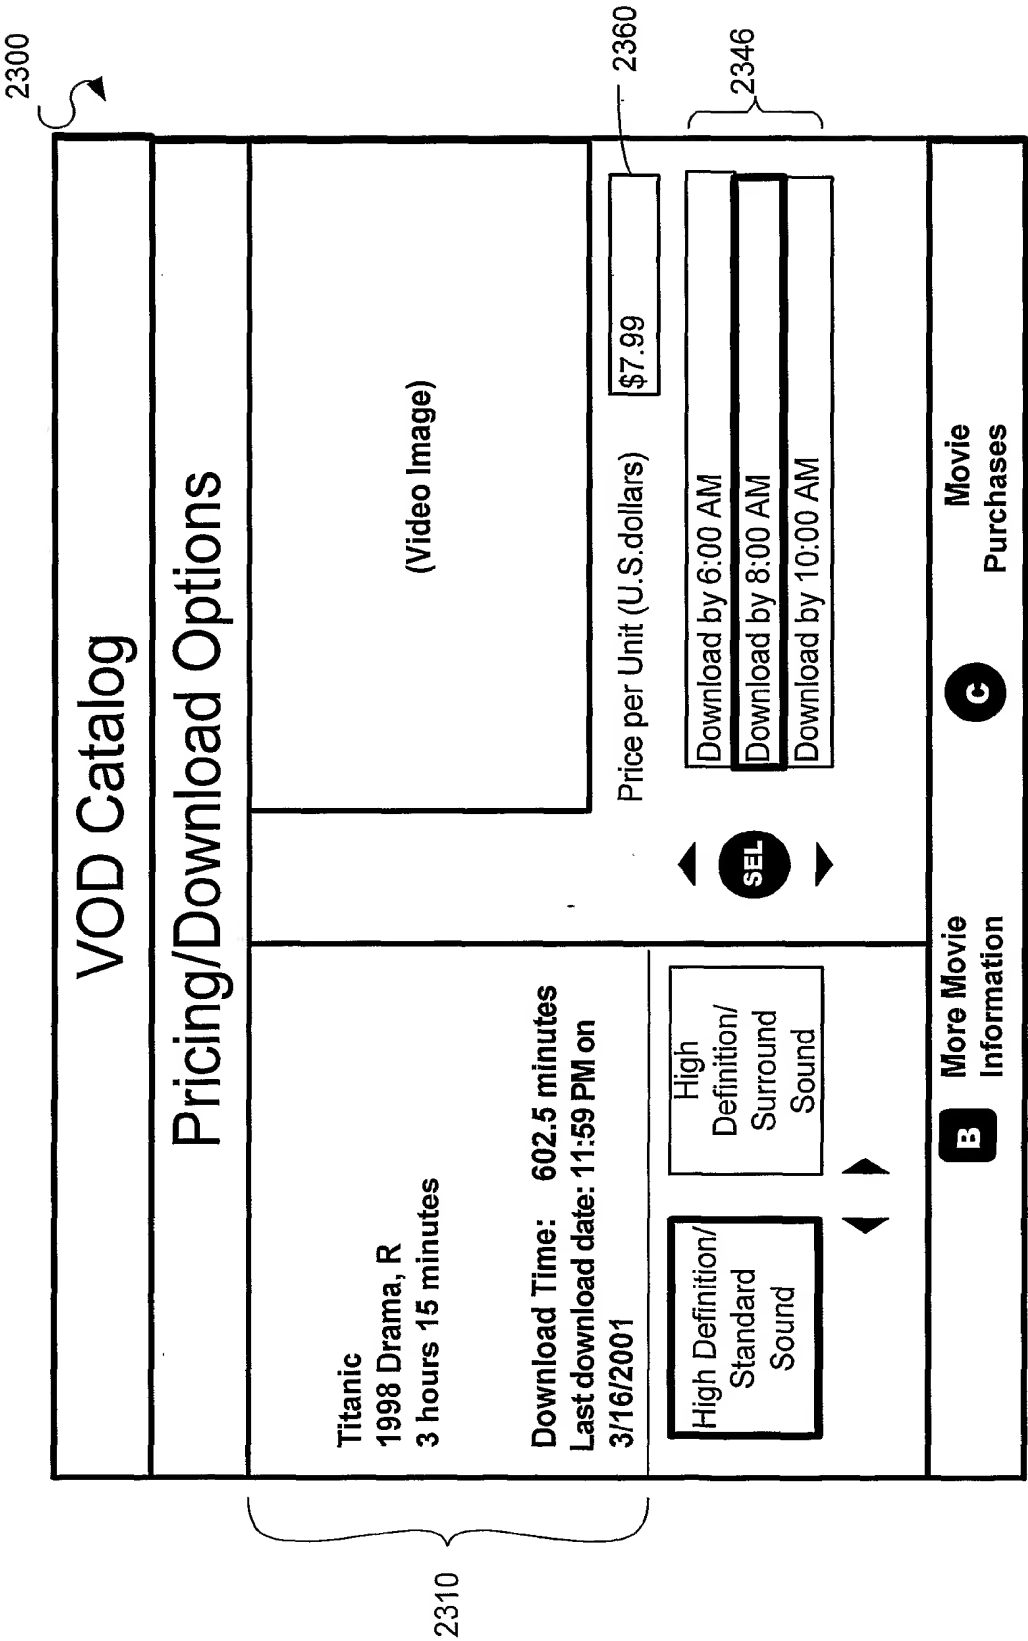 2300
VOD Catalog
Pricing/Download Options
2310
Titanic
1998 Drama, R
3 hours 15 minutes
Download Time: 602.5 minutes
Last download date: 11:59 PM on
3/16/2001
(Video Image)
Price per Unit (U.S.dollars)
$7.99
2360
High Definition/
Standard
Sound
High
Definition/
Surround
Sound
SEL
Download by 6:00 AM
Download by 8:00 AM
Download by 10:00 AM
2346
B
More Movie
Information
C
Movie
Purchases